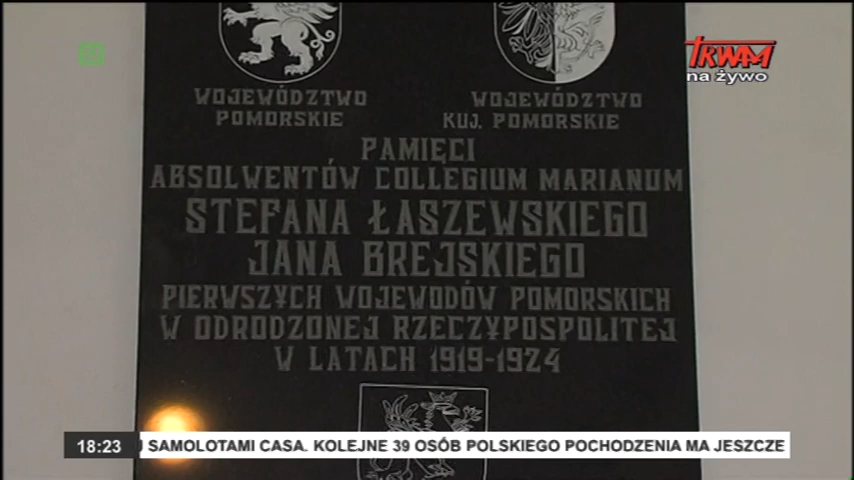 TRWAM
na żywo
WOJEWÓDZTWO POMORSKIE
WOJEWÓDZTWO KUJ. POMORSKIE
PAMIĘCI
ABSOLWENTÓW COLLEGIUM MARIANUM
STEFANA ŁASZEWSKIEGO
JANA BREJSKIEGO
PIERWSZYCH WOJEWODÓW POMORSKICH
W ODRODZONEJ RZECZYPOSPOLITEJ
W LATACH 1919-1924
18:23 SAMOLOTAMI CASA. KOLEJNE 39 OSÓB POLSKIEGO POCHODZENIA MA JESZCZE